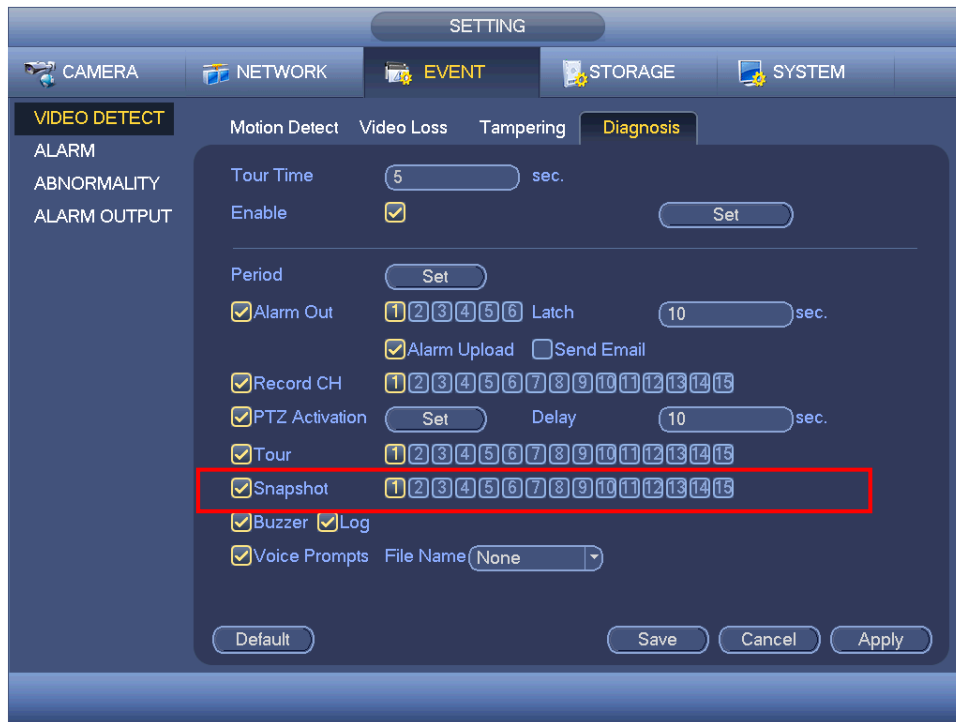 SETTING
CAMERA NETWORK EVENT STORAGE SYSTEM
VIDEO DETECT
ALARM
ABNORMALITY
ALARM OUTPUT
Motion Detect Video Loss Tampering Diagnosis
Tour Time 5 sec.
Enable Set
Period Set
Alarm Out 1 2 3 4 5 6 Latch 10 sec.
Alarm Upload Send Email
Record CH 1 2 3 4 5 6 7 8 9 10 11 12 13 14 15
PTZ Activation Set Delay 10 sec.
Tour 1 2 3 4 5 6 7 8 9 10 11 12 13 14 15
Snapshot 1 2 3 4 5 6 7 8 9 10 11 12 13 14 15
Buzzer Log
Voice Prompts File Name None
Default Save Cancel Apply